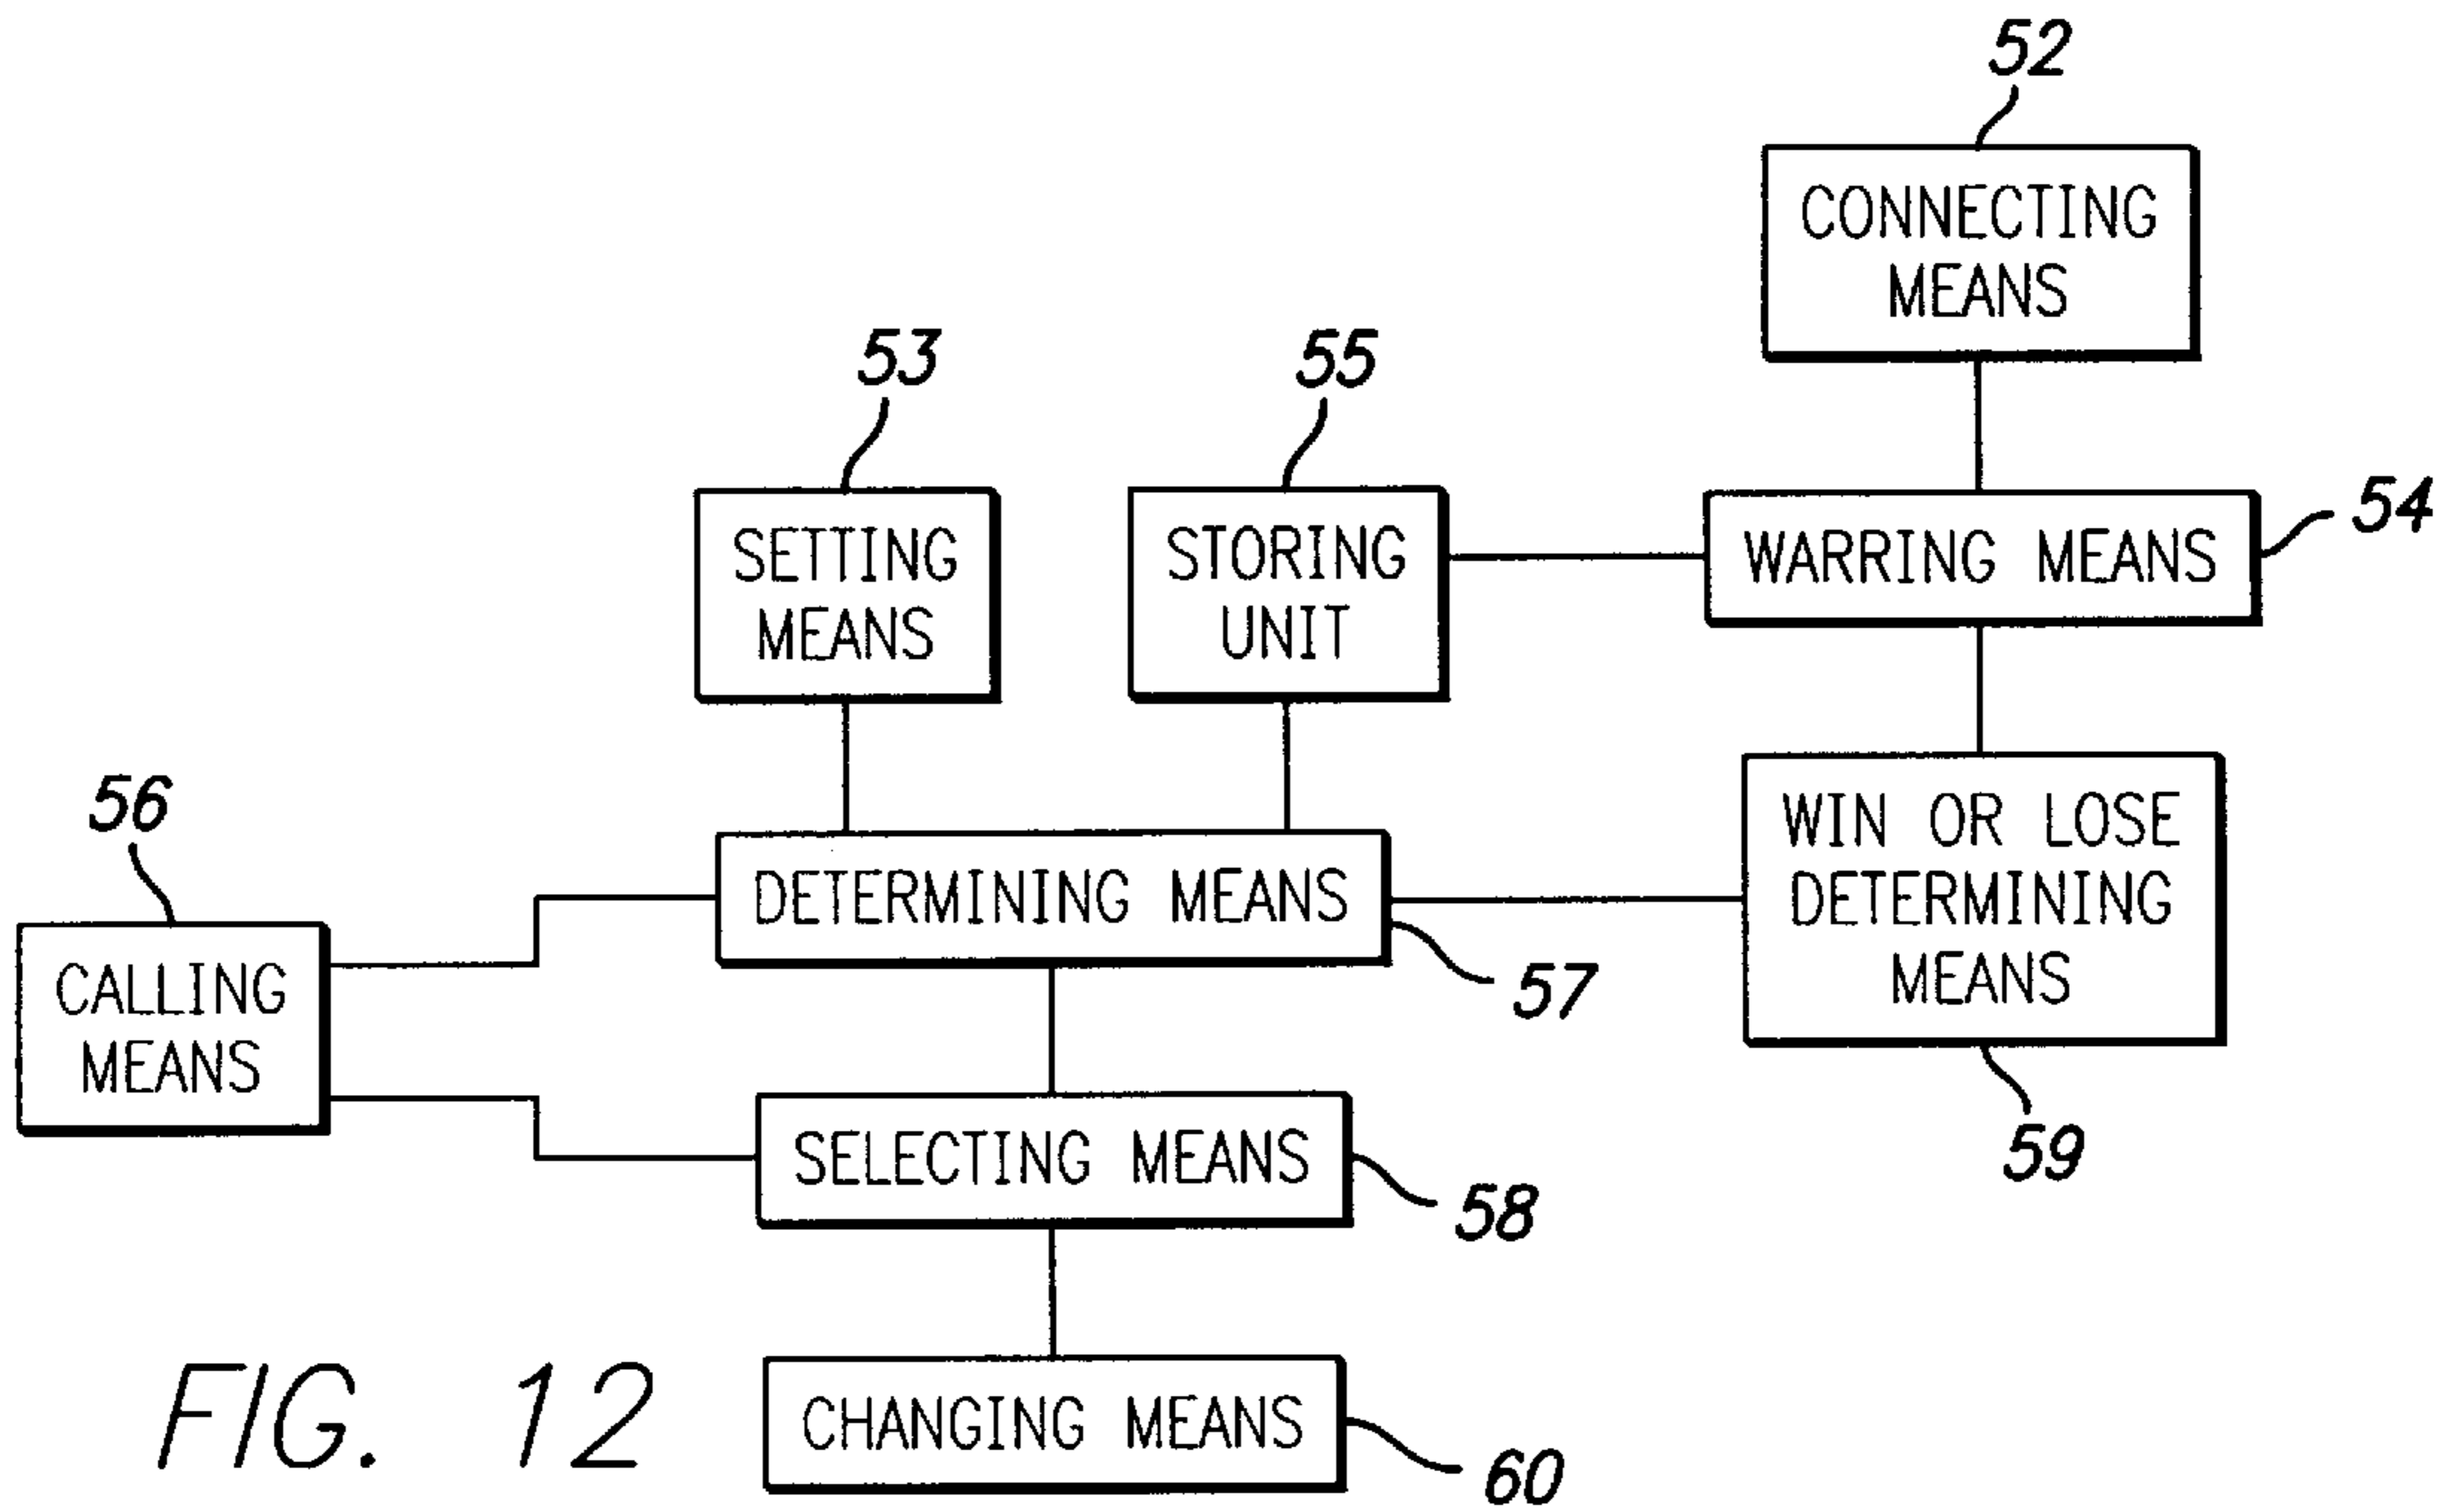 52
CONNECTING
MEANS
53
55
54
SETTING
MEANS
STORING
UNIT
WARRING MEANS
56
DETERMINING MEANS
57
WIN OR LOSE
DETERMINING
MEANS
59
CALLING
MEANS
SELECTING MEANS
58
CHANGING MEANS
60
FIG. 12